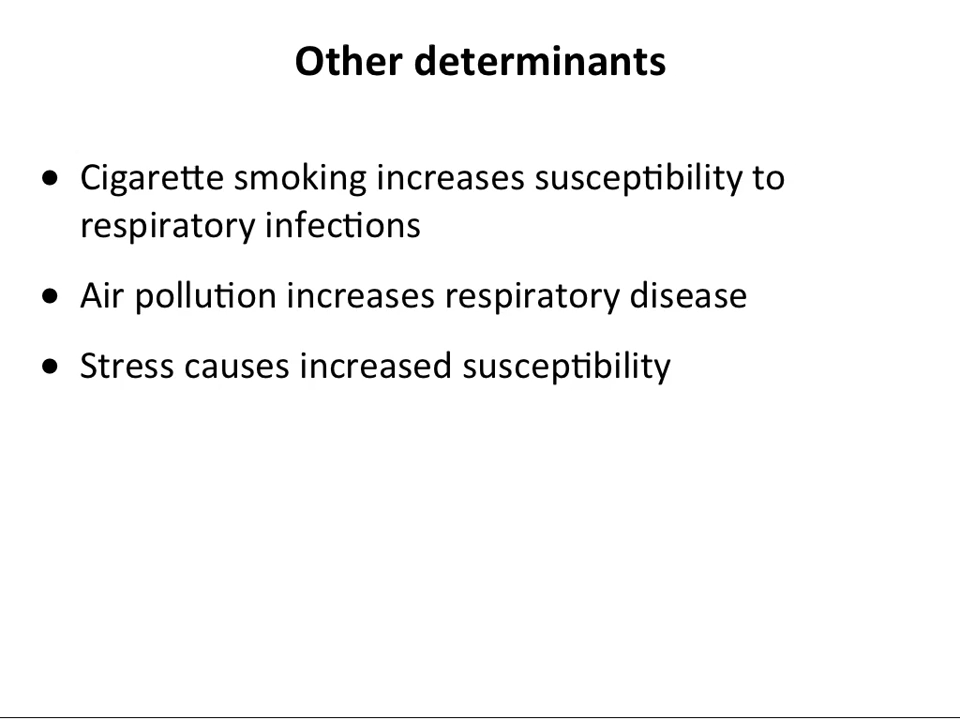 Other determinants
• Cigarette smoking increases susceptibility to
respiratory infections
• Air pollution increases respiratory disease
• Stress causes increased susceptibility